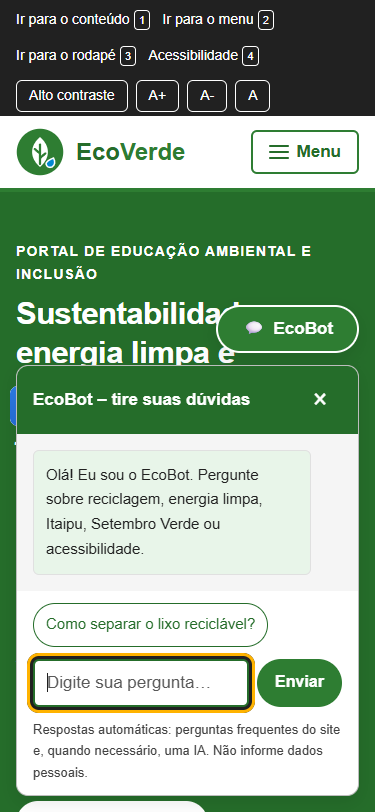 Ir para o conteúdo 1 Ir para o menu 2
Ir para o rodapé 3 Acessibilidade 4
Alto contraste A+ A- A
EcoVerde Menu
PORTAL DE EDUCAÇÃO AMBIENTAL E
INCLUSÃO
Sustentabilida
EcoBot
energia limpa e
EcoBot – tire suas dúvidas ×
Olá! Eu sou o EcoBot. Pergunte
sobre reciclagem, energia limpa,
Itaipu, Setembro Verde ou
acessibilidade.
Como separar o lixo reciclável?
Digite sua pergunta… Enviar
Respostas automáticas: perguntas frequentes do site
e, quando necessário, uma IA. Não informe dados
pessoais.